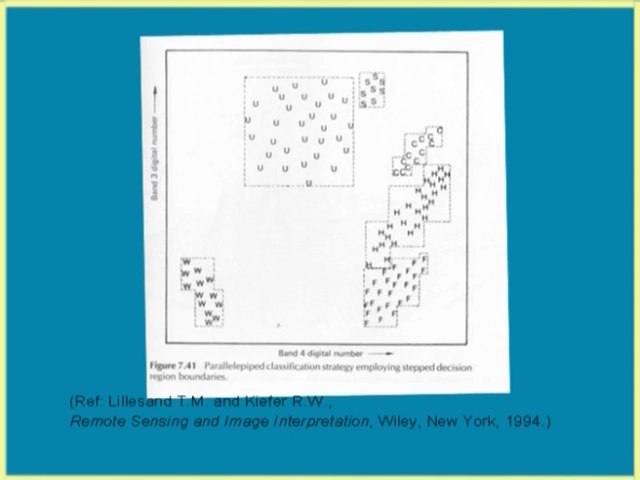 Band 3 digital number
Band 4 digital number
Figure 7.41 Parallelepiped classification strategy employing stepped decision
region boundaries.
(Ref: Lillesand T.M. and Kiefer R.W.,
Remote Sensing and Image Interpretation, Wiley, New York, 1994.)